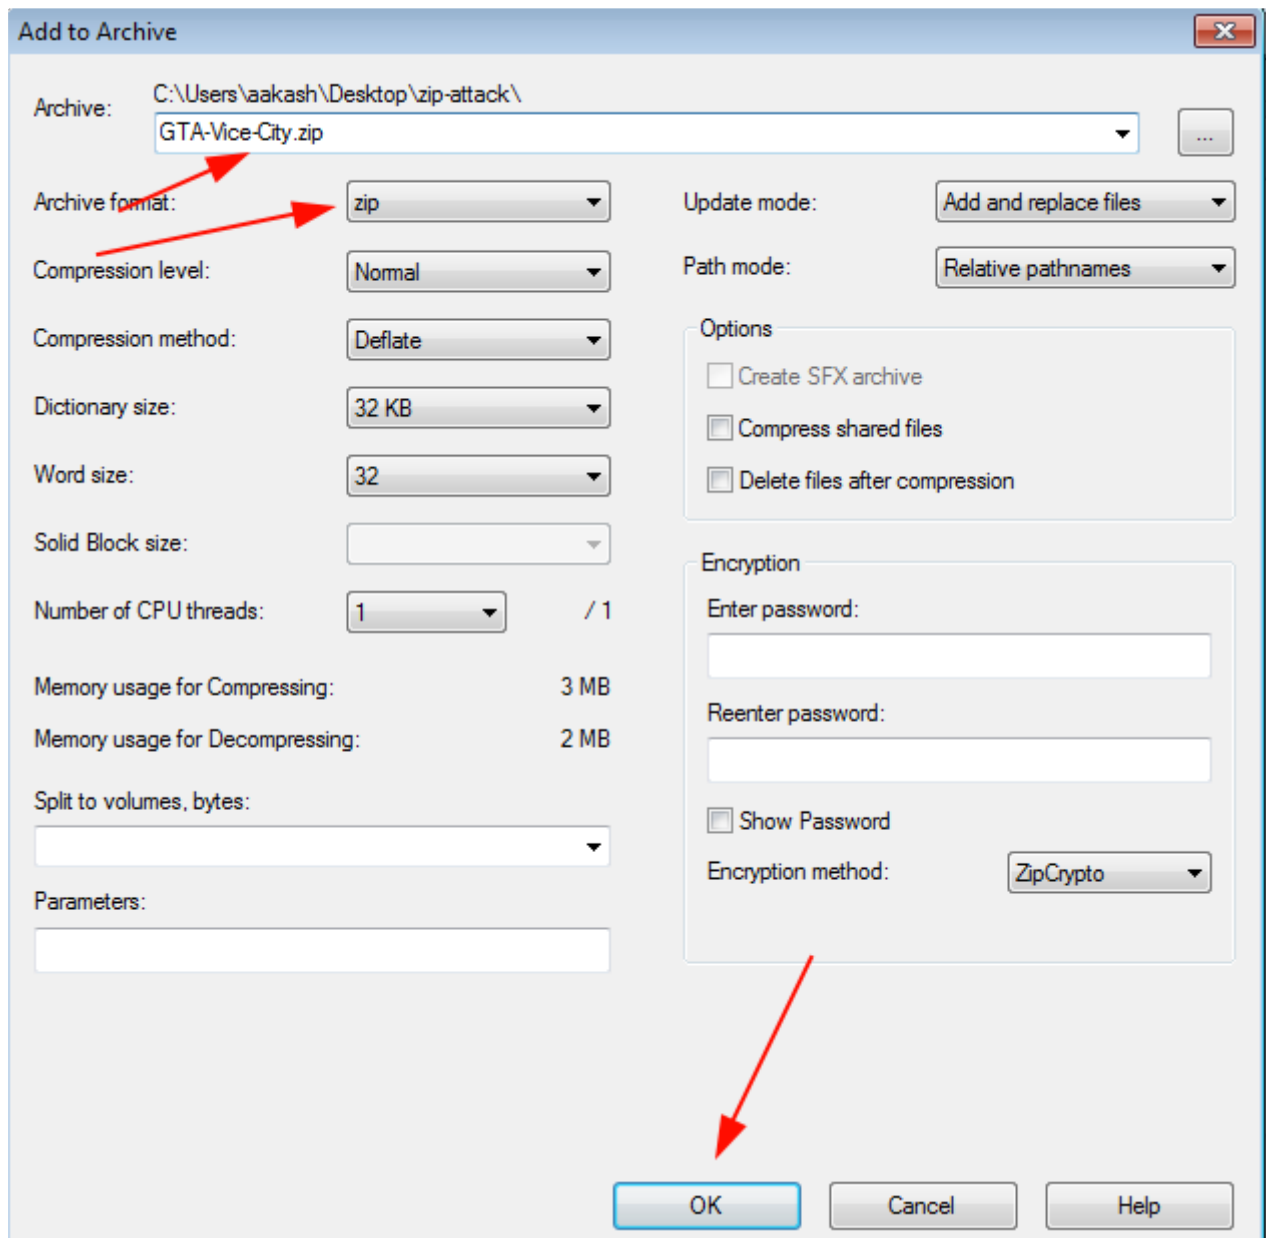 Add to Archive
Archive:
C:\Users\aakash\Desktop\zip-attack\
GTA-Vice-City.zip
...
Archive format:
zip
Compression level:
Normal
Compression method:
Deflate
Dictionary size:
32 KB
Word size:
32
Solid Block size:
Number of CPU threads:
1
/ 1
Memory usage for Compressing:
3 MB
Memory usage for Decompressing:
2 MB
Split to volumes, bytes:
Parameters:
Update mode:
Add and replace files
Path mode:
Relative pathnames
Options
Create SFX archive
Compress shared files
Delete files after compression
Encryption
Enter password:
Reenter password:
Show Password
Encryption method:
ZipCrypto
OK
Cancel
Help